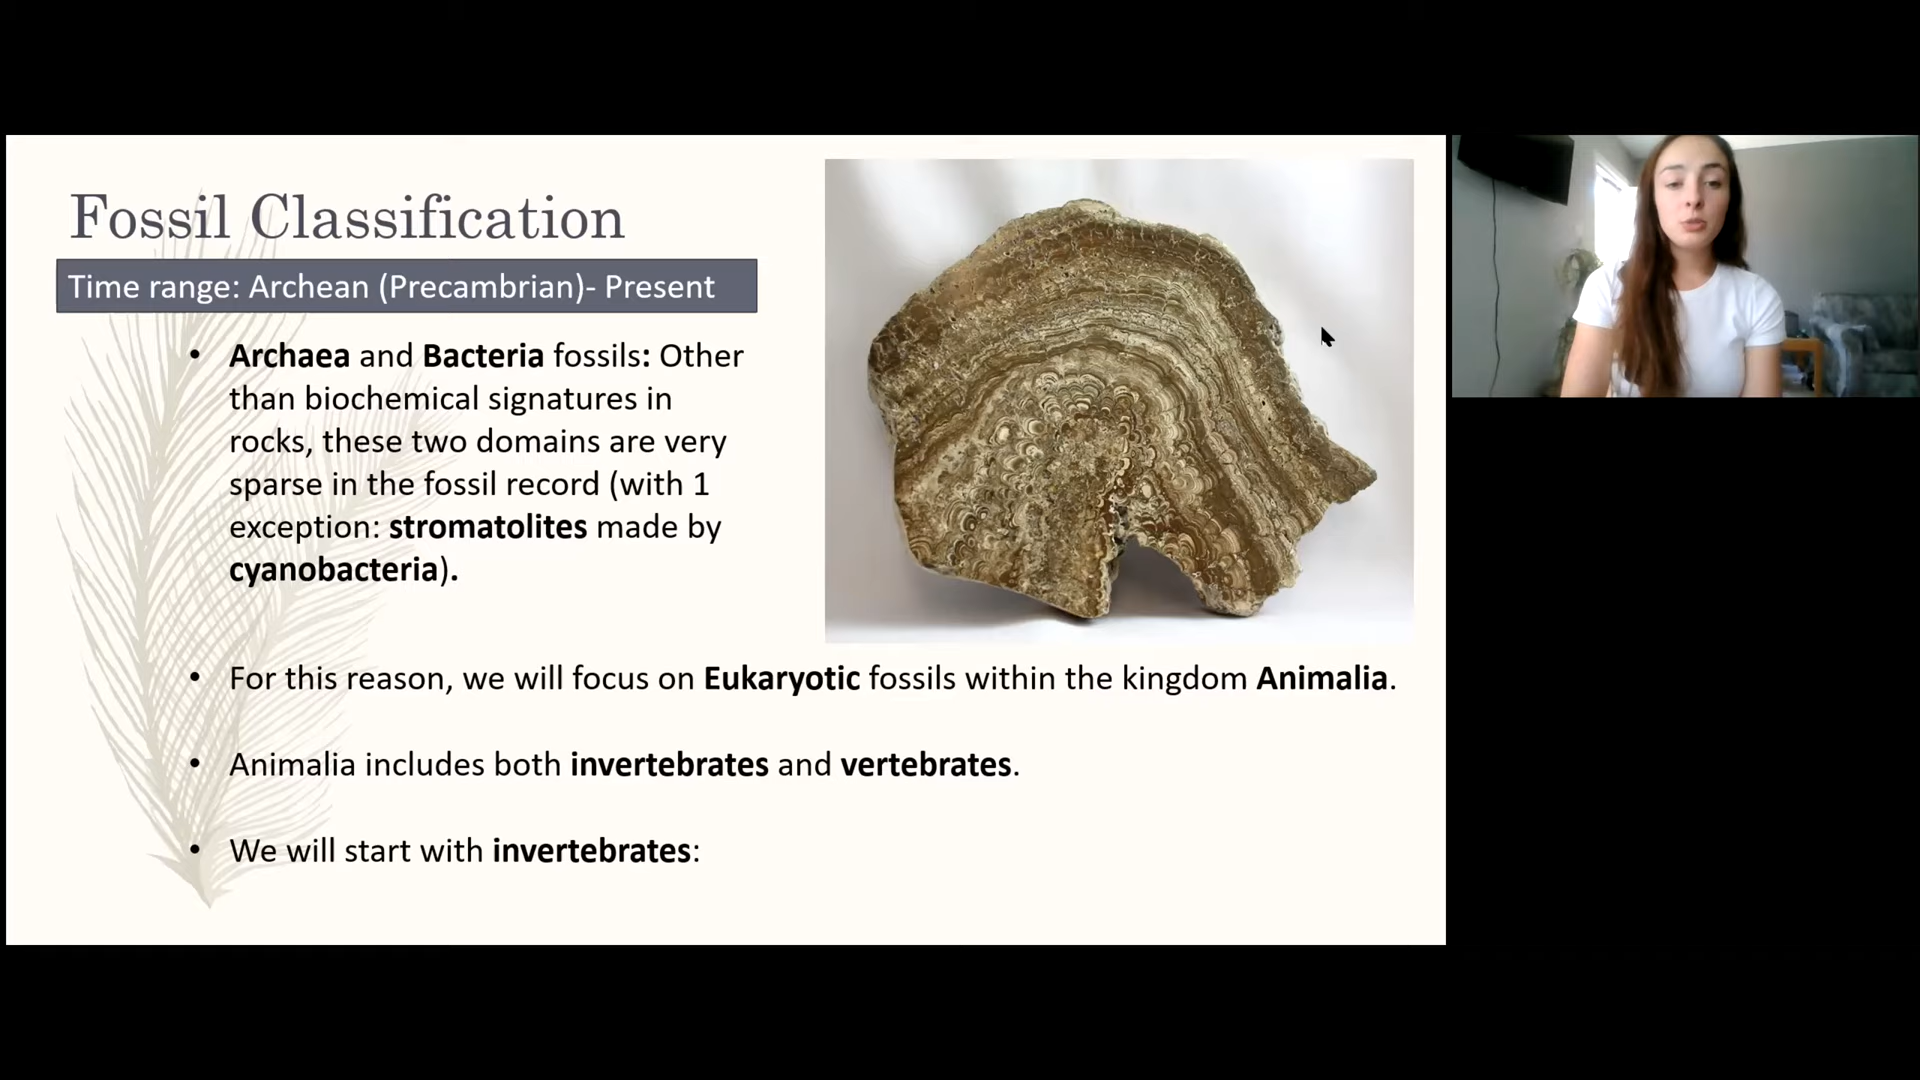 Fossil Classification
Time range: Archean (Precambrian)- Present
• Archaea and Bacteria fossils: Other
than biochemical signatures in
rocks, these two domains are very
sparse in the fossil record (with 1
exception: stromatolites made by
cyanobacteria).
• For this reason, we will focus on Eukaryotic fossils within the kingdom Animalia.
• Animalia includes both invertebrates and vertebrates.
• We will start with invertebrates: